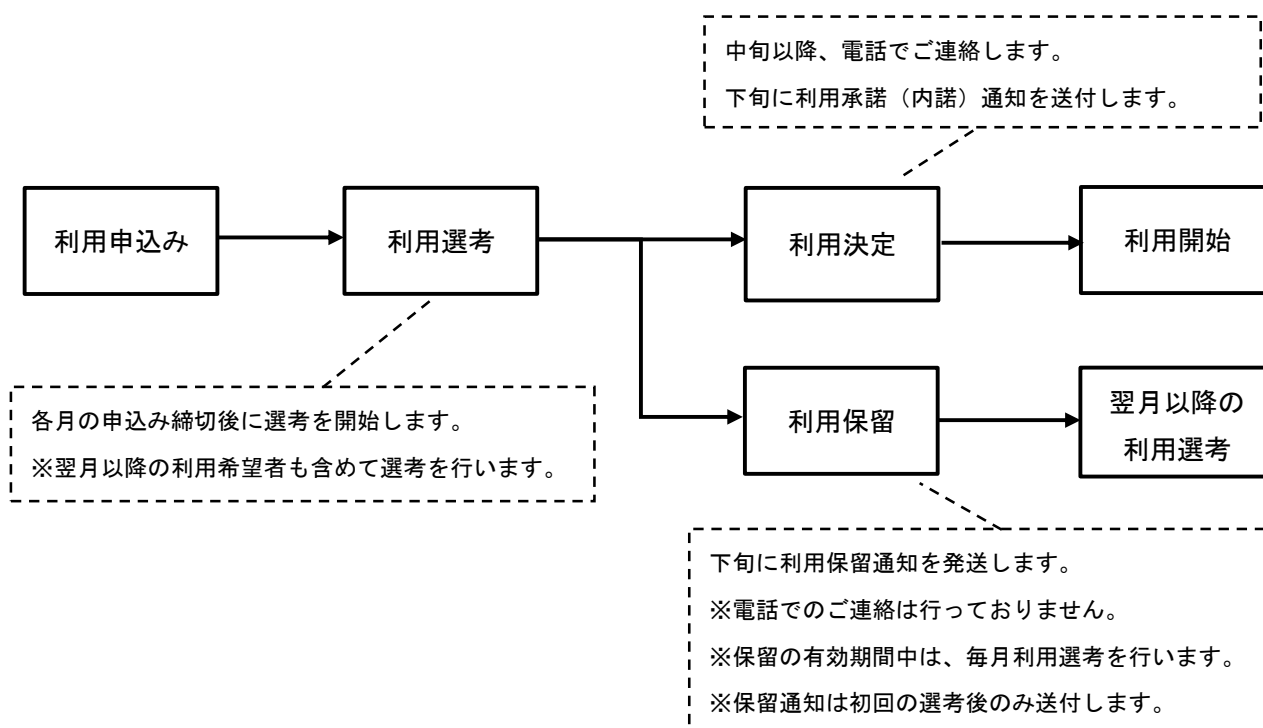 中旬以降、電話でご連絡します。
下旬に利用承諾（内諾）通知を送付します。
利用申込み
利用選考
利用決定
利用開始
各月の申込み締切後に選考を開始します。
※翌月以降の利用希望者も含めて選考を行います。
利用保留
翌月以降の
利用選考
下旬に利用保留通知を発送します。
※電話でのご連絡は行っておりません。
※保留の有効期間中は、毎月利用選考を行います。
※保留通知は初回の選考後のみ送付します。